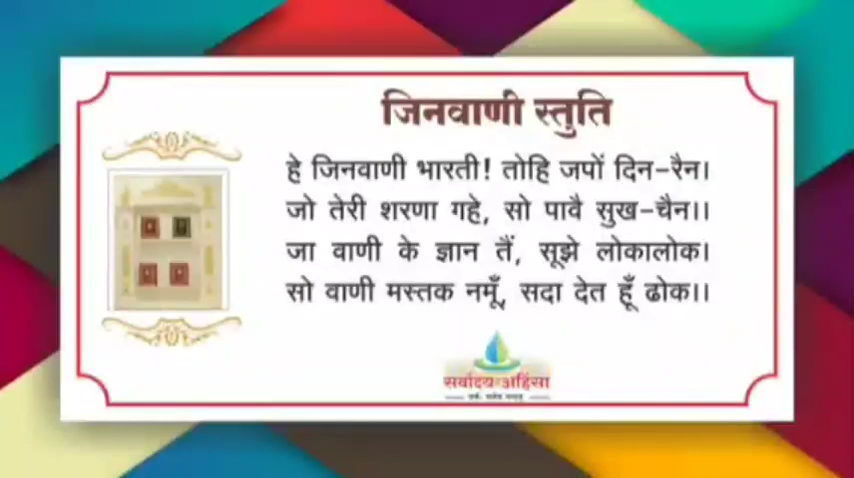 जिनवाणी स्तुति
हे जिनवाणी भारती! तोहि जपों दिन-रैन।
जो तेरी शरणा गहे, सो पावै सुख-चैन।।
जा वाणी के ज्ञान तैं, सूझे लोकालोक।
सो वाणी मस्तक नमूँ, सदा देत हूँ ढोक।।
सर्वोदय अहिंसा